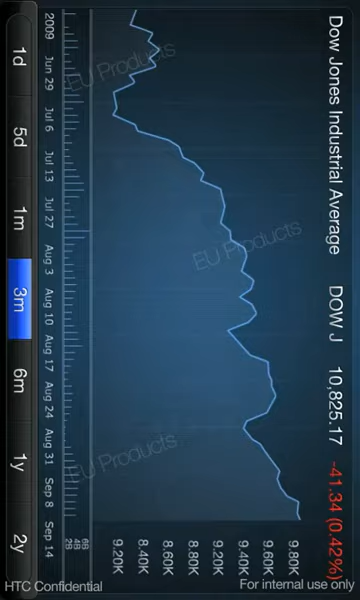 Dow Jones Industrial Average DOW J 10,825.17 -41.34 (0.42%)
9.80K
9.60K
9.40K
9.20K
8.80K
8.60K
8.40K
9.20K
6B
4B
2B
2009 Jun 29 Jul 6 Jul 13 Jul 27 Aug 3 Aug 10 Aug 17 Aug 24 Aug 31 Sep 8 Sep 14
1d 5d 1m 3m 6m 1y 2y
EU Products
EU Products
EU Products
For internal use only
HTC Confidential